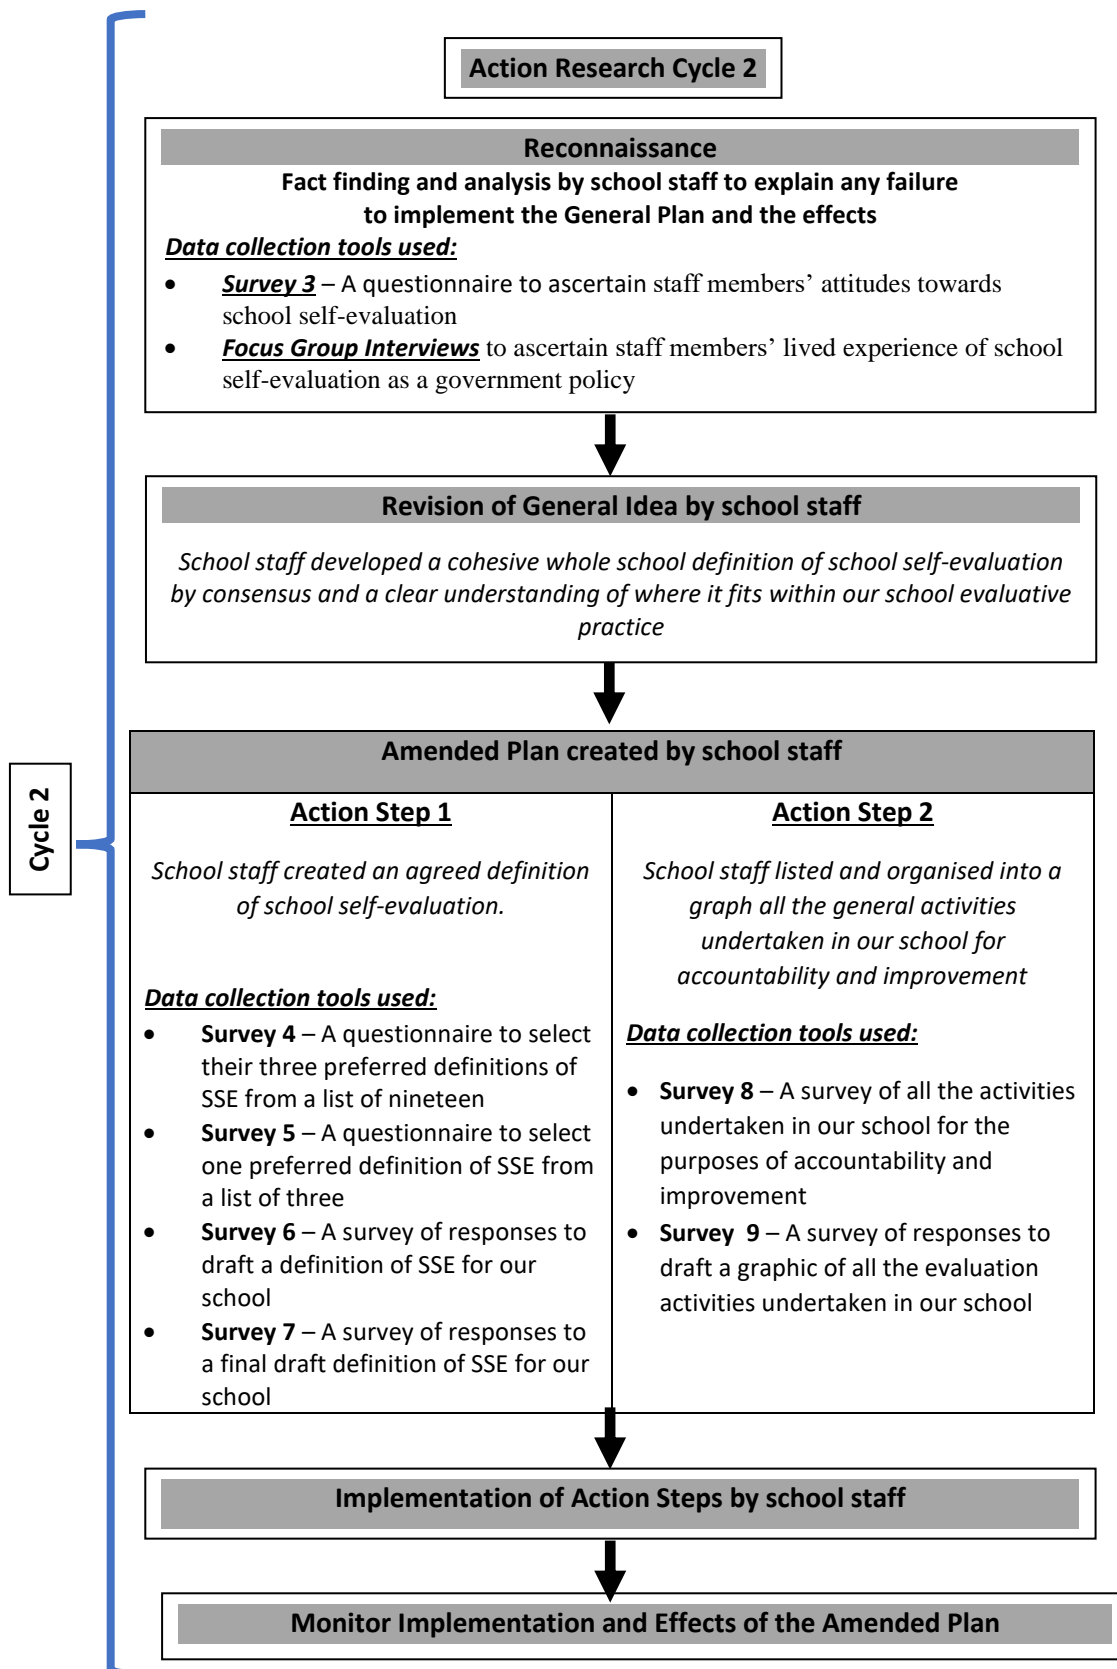 Action Research Cycle 2
Reconnaissance
Fact finding and analysis by school staff to explain any failure
to implement the General Plan and the effects
Data collection tools used:
• Survey 3 – A questionnaire to ascertain staff members’ attitudes towards
school self-evaluation
• Focus Group Interviews to ascertain staff members’ lived experience of school
self-evaluation as a government policy
Revision of General Idea by school staff
School staff developed a cohesive whole school definition of school self-evaluation
by consensus and a clear understanding of where it fits within our school evaluative
practice
Cycle 2
Amended Plan created by school staff
Action Step 1
School staff created an agreed definition
of school self-evaluation.
Data collection tools used:
• Survey 4 – A questionnaire to select
their three preferred definitions of
SSE from a list of nineteen
• Survey 5 – A questionnaire to select
one preferred definition of SSE from
a list of three
• Survey 6 – A survey of responses to
draft a definition of SSE for our
school
• Survey 7 – A survey of responses to
a final draft definition of SSE for our
school
Action Step 2
School staff listed and organised into a
graph all the general activities
undertaken in our school for
accountability and improvement
Data collection tools used:
• Survey 8 – A survey of all the activities
undertaken in our school for the
purposes of accountability and
improvement
• Survey 9 – A survey of responses to
draft a graphic of all the evaluation
activities undertaken in our school
Implementation of Action Steps by school staff
Monitor Implementation and Effects of the Amended Plan